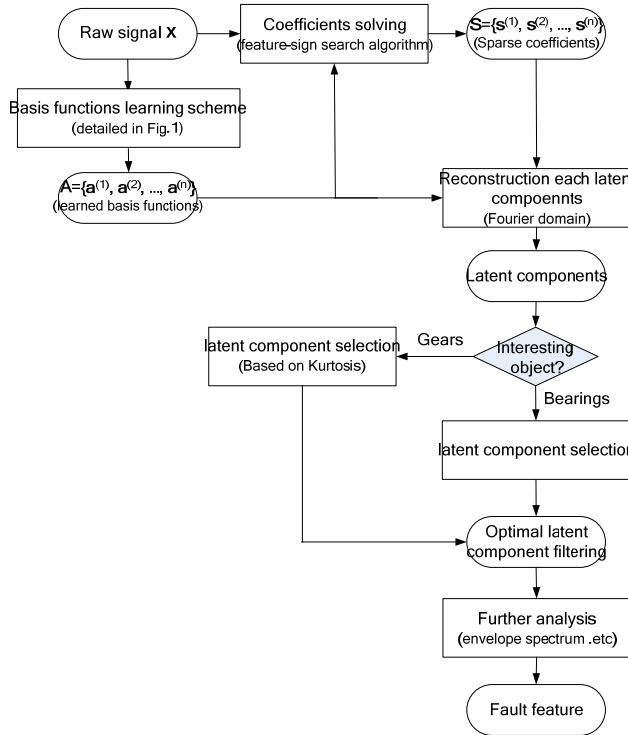 Raw signal X
Coefficients solving
(feature-sign search algorithm)
S={s(1), s(2), ..., s(n)}
(Sparse coefficients)
Basis functions learning scheme
(detailed in Fig.1)
A={a(1), a(2), ..., a(n)}
(learned basis functions)
Reconstruction each latent
compoennts
(Fourier domain)
Latent components
Interesting
object?
Gears
latent component selection
(Based on Kurtosis)
Bearings
latent component selection
Optimal latent
component filtering
Further analysis
(envelope spectrum .etc)
Fault feature